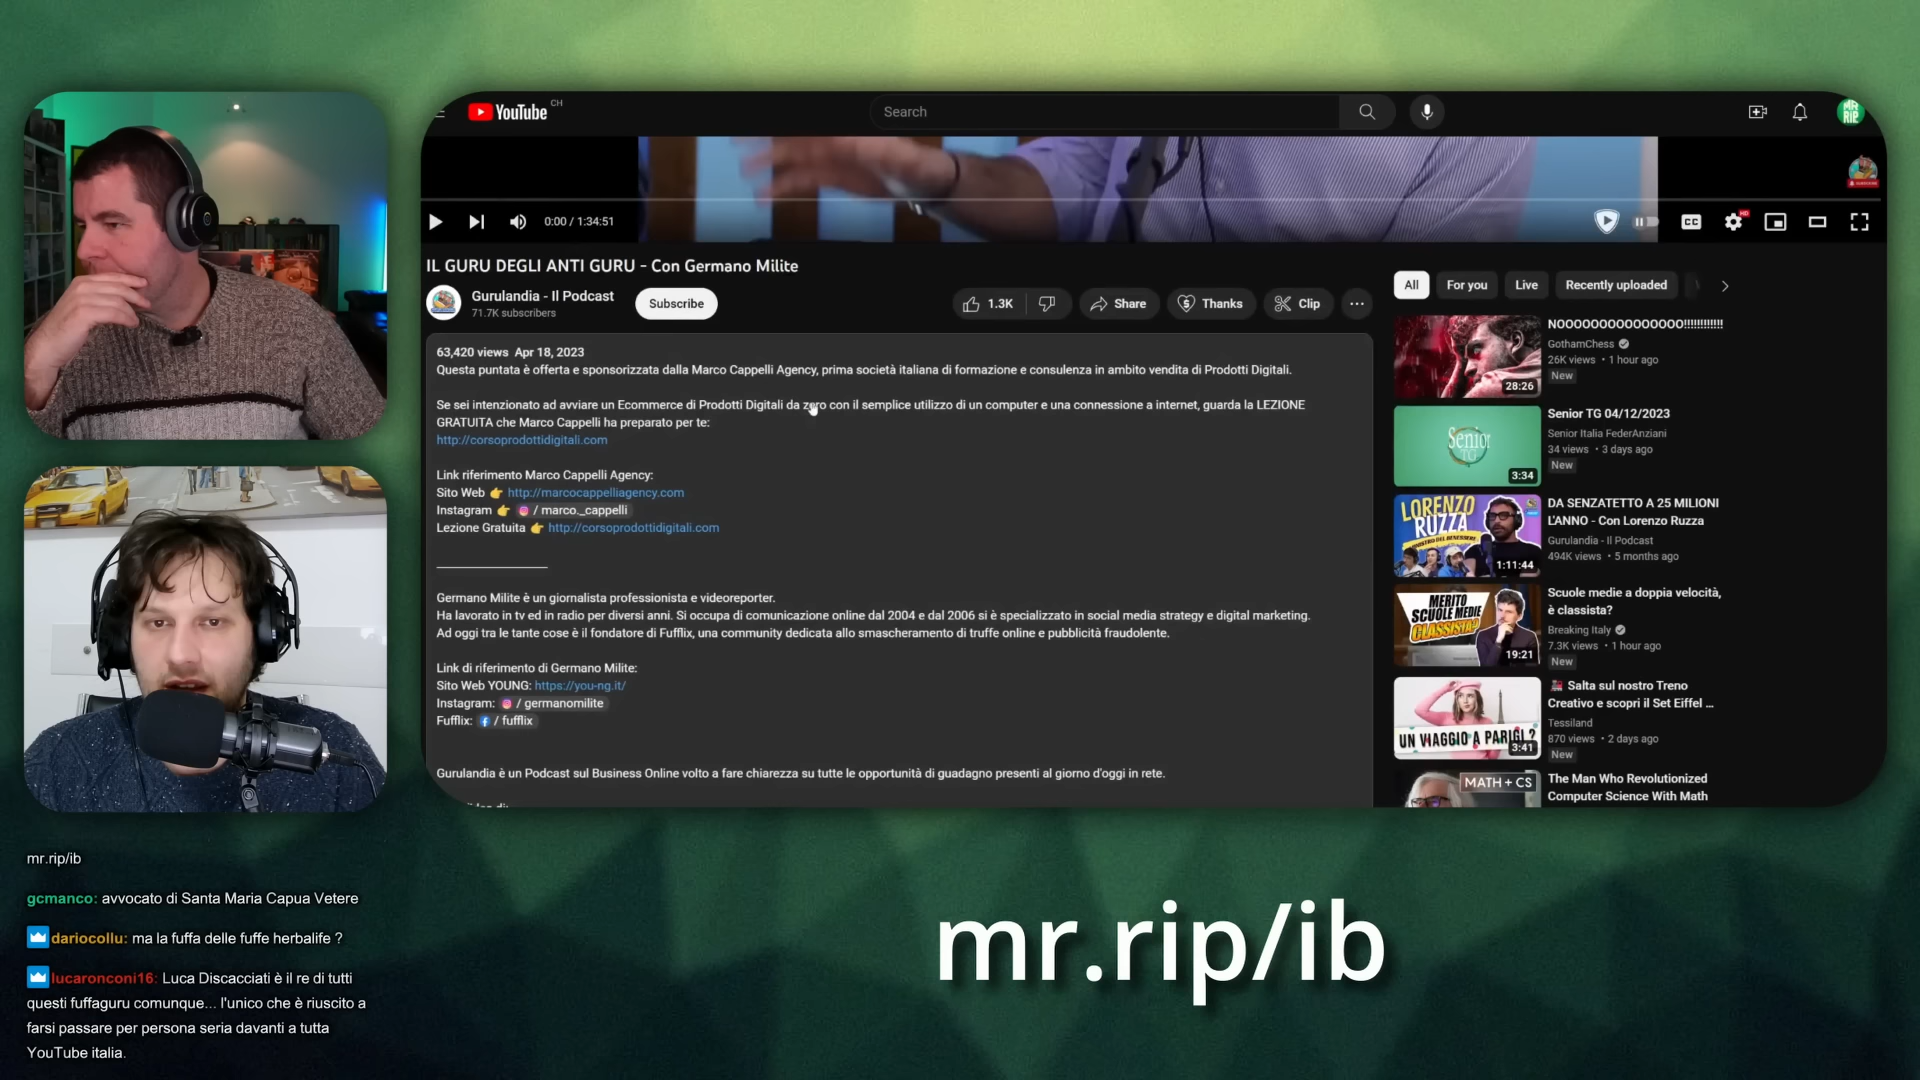 YouTube CH
Search
MR RIP
0:00 / 1:34:51
CC
HD
IL GURU DEGLI ANTI GURU - Con Germano Milite
Gurulandia - Il Podcast
71.7K subscribers
Subscribe
1.3K
Share
Thanks
Clip
63,420 views Apr 18, 2023
Questa puntata è offerta e sponsorizzata dalla Marco Cappelli Agency, prima società italiana di formazione e consulenza in ambito vendita di Prodotti Digitali.
Se sei intenzionato ad avviare un Ecommerce di Prodotti Digitali da zero con il semplice utilizzo di un computer e una connessione a internet, guarda la LEZIONE
GRATUITA che Marco Cappelli ha preparato per te:
http://corsoprodottidigitali.com
Link riferimento Marco Cappelli Agency:
Sito Web 👉 http://marcocappelliagency.com
Instagram 👉 / marco._cappelli
Lezione Gratuita 👉 http://corsoprodottidigitali.com
Germano Milite è un giornalista professionista e videoreporter.
Ha lavorato in tv ed in radio per diversi anni. Si occupa di comunicazione online dal 2004 e dal 2006 si è specializzato in social media strategy e digital marketing.
Ad oggi tra le tante cose è il fondatore di Fufflix, una community dedicata allo smascheramento di truffe online e pubblicità fraudolente.
Link di riferimento di Germano Milite:
Sito Web YOUNG: https://you-ng.it/
Instagram: / germanomilite
Fufflix: / fufflix
Gurulandia è un Podcast sul Business Online volto a fare chiarezza su tutte le opportunità di guadagno presenti al giorno d'oggi in rete.
All
For you
Live
Recently uploaded
28:26
NOOOOOOOOOOOOOOO!!!!!!!!!!!!
GothamChess
26K views • 1 hour ago
New
Senior TG
3:34
Senior TG 04/12/2023
Senior Italia FederAnziani
34 views • 3 days ago
New
LORENZO
RUZZA
1:11:44
DA SENZATETTO A 25 MILIONI
L'ANNO - Con Lorenzo Ruzza
Gurulandia - Il Podcast
494K views • 5 months ago
MERITO
SCUOLE MEDIE
CLASSISTA?
19:21
Scuole medie a doppia velocità,
è classista?
Breaking Italy
7.3K views • 1 hour ago
New
UN VIAGGIO A PARIGI ?
3:41
🚂 Salta sul nostro Treno
Creativo e scopri il Set Eiffel ...
Tessiland
870 views • 2 days ago
New
MATH + CS
The Man Who Revolutionized
Computer Science With Math
mr.rip/ib
gcmanco: avvocato di Santa Maria Capua Vetere
dariocollu: ma la fuffa delle fuffe herbalife ?
lucaronconi16: Luca Discacciati è il re di tutti
questi fuffaguru comunque... l'unico che è riuscito a
farsi passare per persona seria davanti a tutta
YouTube italia.
mr.rip/ib